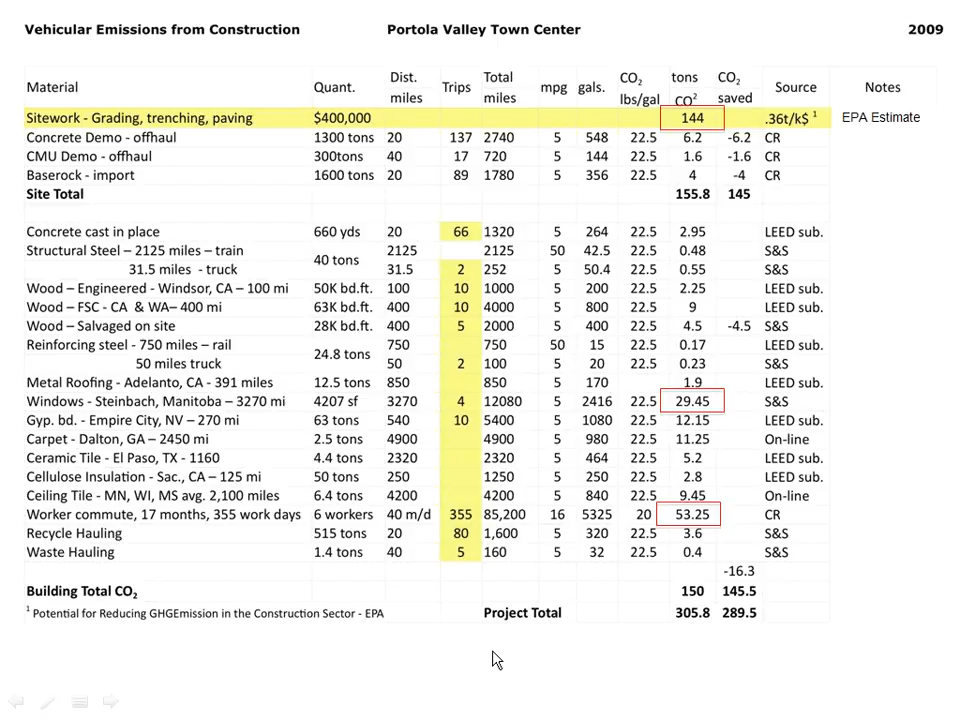 Vehicular Emissions from Construction Portola Valley Town Center 2009
Material Quant. Dist. miles Trips Total miles mpg gals. CO2 lbs/gal tons CO2 CO2 saved Source Notes
Sitework - Grading, trenching, paving $400,000 144 .36t/k$ 1 EPA Estimate
Concrete Demo - offhaul 1300 tons 20 137 2740 5 548 22.5 6.2 -6.2 CR
CMU Demo - offhaul 300tons 40 17 720 5 144 22.5 1.6 -1.6 CR
Baserock - import 1600 tons 20 89 1780 5 356 22.5 4 -4 CR
Site Total 155.8 145
Concrete cast in place 660 yds 20 66 1320 5 264 22.5 2.95 LEED sub.
Structural Steel – 2125 miles – train 40 tons 2125 2125 50 42.5 22.5 0.48 S&S
31.5 miles - truck 31.5 2 252 5 50.4 22.5 0.55 S&S
Wood – Engineered - Windsor, CA – 100 mi 50K bd.ft. 100 10 1000 5 200 22.5 2.25 LEED sub.
Wood – FSC - CA & WA– 400 mi 63K bd.ft. 400 10 4000 5 800 22.5 9 LEED sub.
Wood – Salvaged on site 28K bd.ft. 400 5 2000 5 400 22.5 4.5 -4.5 S&S
Reinforcing steel - 750 miles – rail 24.8 tons 750 750 50 15 22.5 0.17 LEED sub.
50 miles truck 50 2 100 5 20 22.5 0.23 S&S
Metal Roofing - Adelanto, CA - 391 miles 12.5 tons 850 850 5 170 1.9 LEED sub.
Windows - Steinbach, Manitoba – 3270 mi 4207 sf 3270 4 12080 5 2416 22.5 29.45 S&S
Gyp. bd. - Empire City, NV – 270 mi 63 tons 540 10 5400 5 1080 22.5 12.15 LEED sub.
Carpet - Dalton, GA – 2450 mi 2.5 tons 4900 4900 5 980 22.5 11.25 On-line
Ceramic Tile - El Paso, TX - 1160 4.4 tons 2320 2320 5 464 22.5 5.2 LEED sub.
Cellulose Insulation - Sac., CA – 125 mi 50 tons 250 1250 5 250 22.5 2.8 LEED sub.
Ceiling Tile - MN, WI, MS avg. 2,100 miles 6.4 tons 4200 4200 5 840 22.5 9.45 On-line
Worker commute, 17 months, 355 work days 6 workers 40 m/d 355 85,200 16 5325 20 53.25 CR
Recycle Hauling 515 tons 20 80 1,600 5 320 22.5 3.6 S&S
Waste Hauling 1.4 tons 40 5 160 5 32 22.5 0.4 S&S
-16.3
Building Total CO2 150 145.5
1 Potential for Reducing GHGEmission in the Construction Sector - EPA Project Total 305.8 289.5